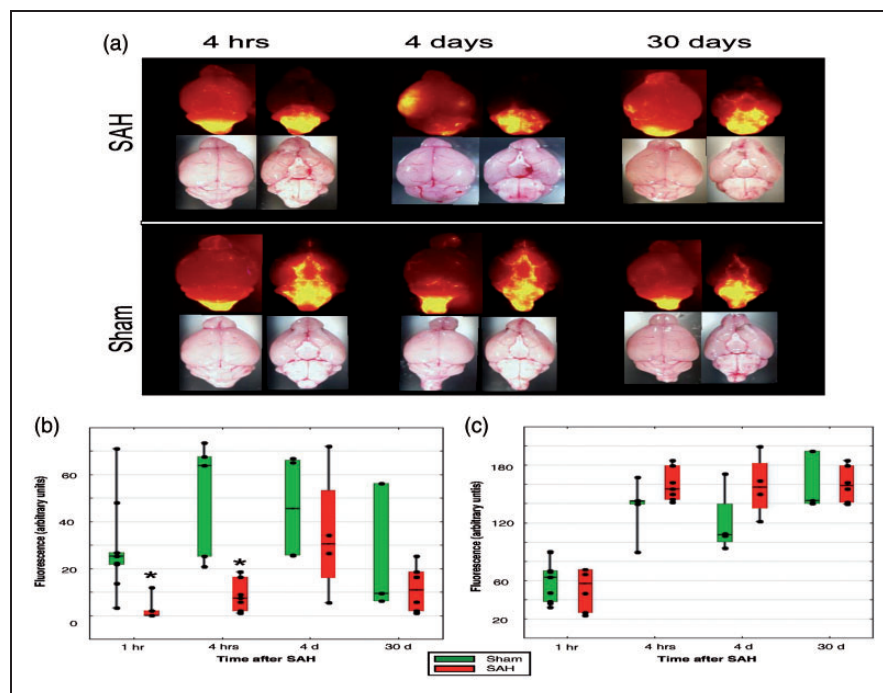 (a)
4 hrs 4 days 30 days
SAH
Sham
(b)
Fluorescence (arbitrary units)
60
40
20
0
*
*
1 hr 4 hrs 4 d 30 d
Time after SAH
(c)
Fluorescence (arbitrary units)
180
120
60
20
1 hr 4 hrs 4 d 30 d
Time after SAH
Sham
SAH